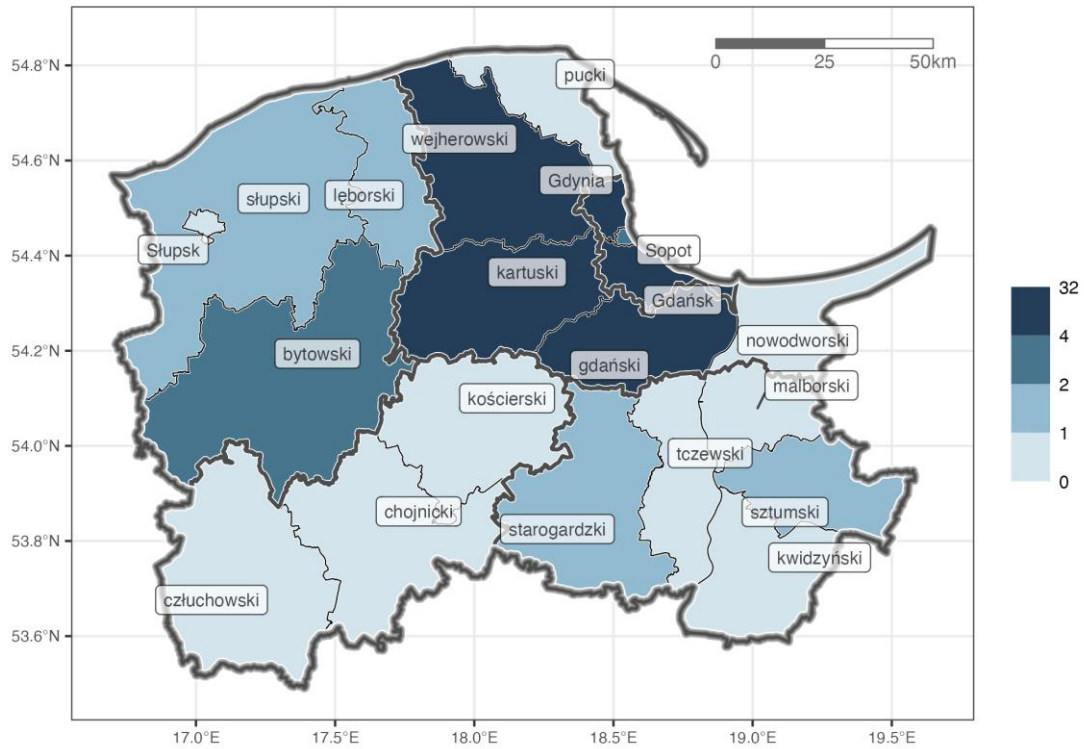 0 25 50km
54.8°N
pucki
wejherowski
54.6°N
Gdynia
słupski
lęborski
Słupsk
Sopot
54.4°N
kartuski
Gdańsk
32
4
2
1
0
nowodworski
54.2°N
bytowski
gdański
malborski
kościerski
54.0°N
tczewski
chojnicki
sztumski
starogardzki
53.8°N
kwidzyński
człuchowski
53.6°N
17.0°E 17.5°E 18.0°E 18.5°E 19.0°E 19.5°E